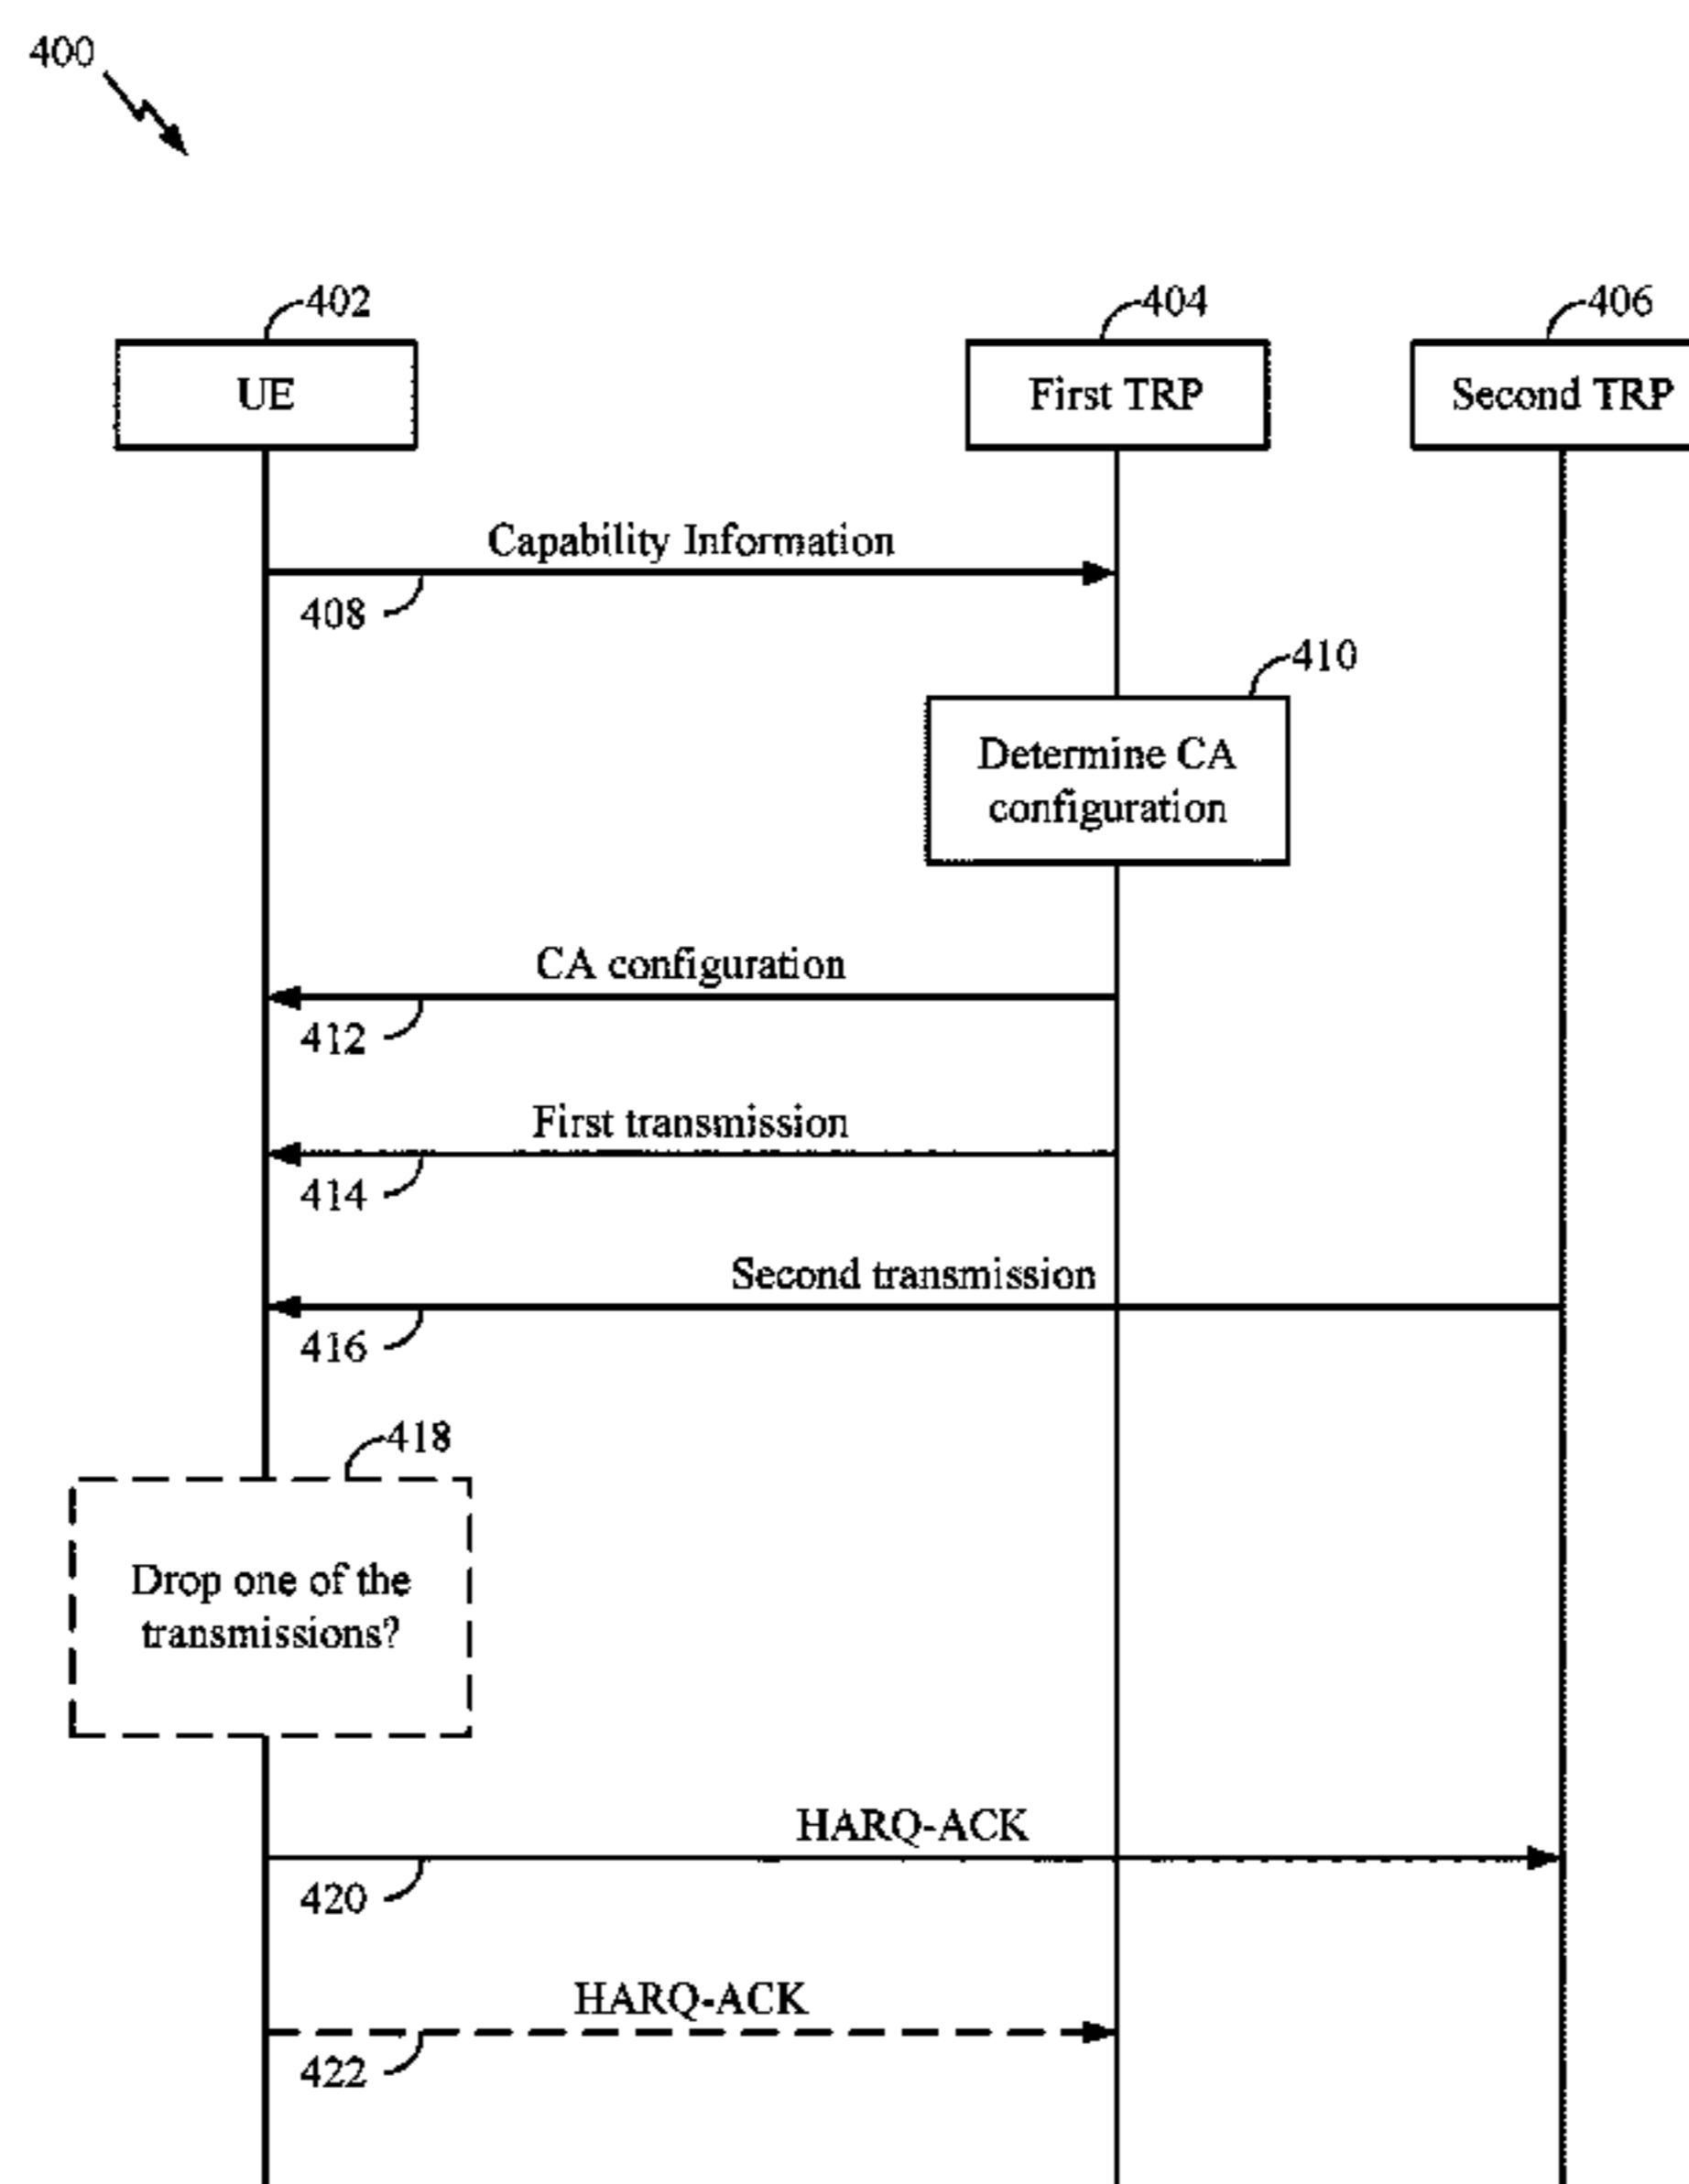 400
402
404
406
UE
First TRP
Second TRP
Capability Information
408
410
Determine CA
configuration
CA configuration
412
First transmission
414
Second transmission
416
418
Drop one of the
transmissions?
HARQ-ACK
420
HARQ-ACK
422